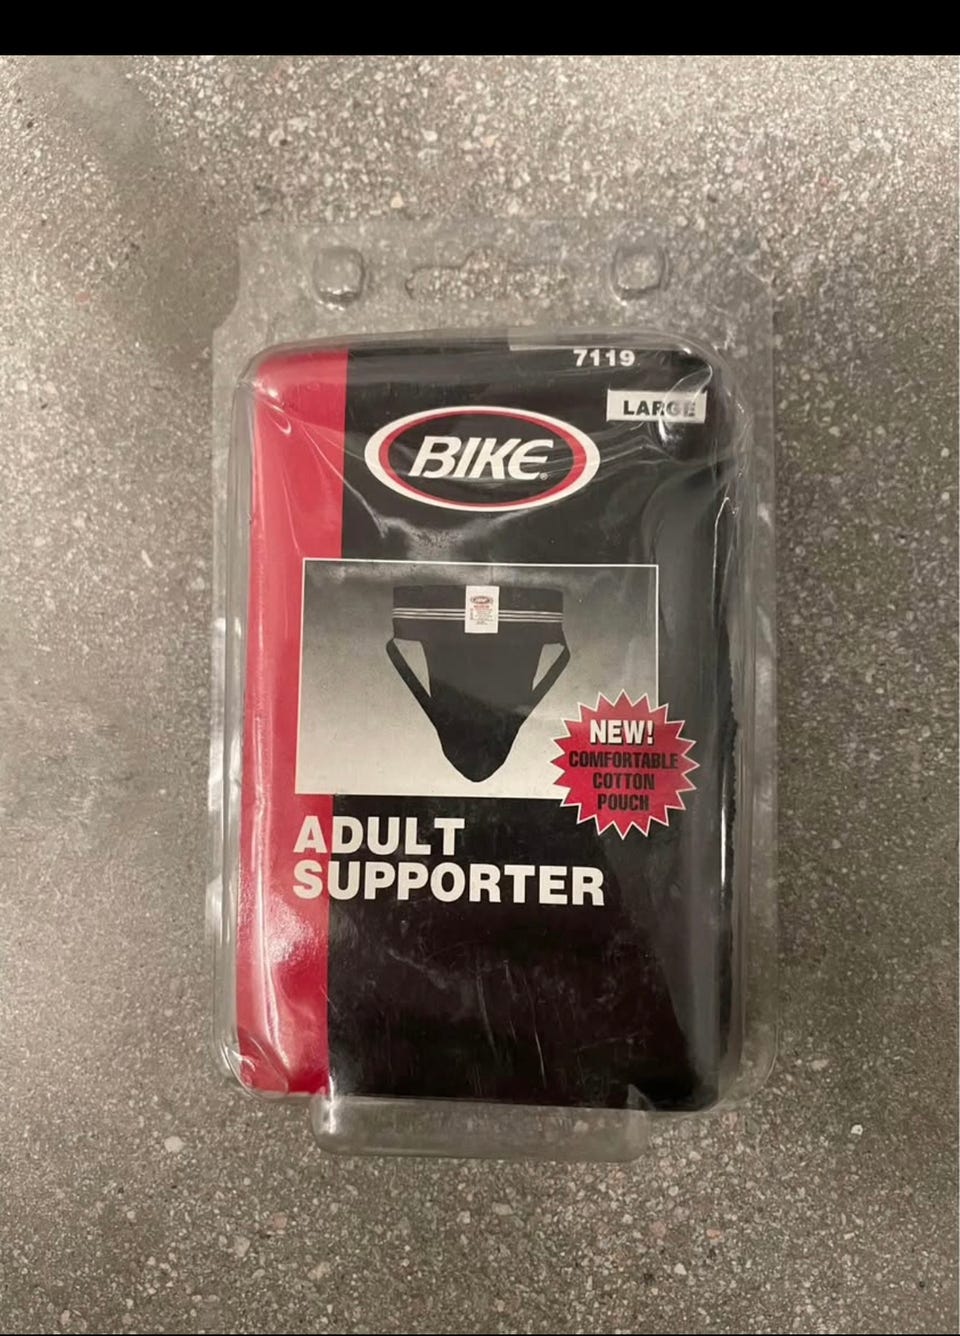 7119
LARGE
BIKE
NEW!
COMFORTABLE
COTTON
POUCH
ADULT
SUPPORTER